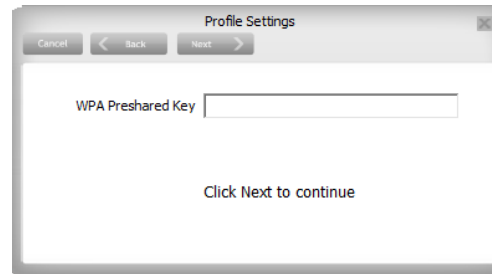 Profile Settings
Cancel Back Next
WPA Preshared Key
Click Next to continue